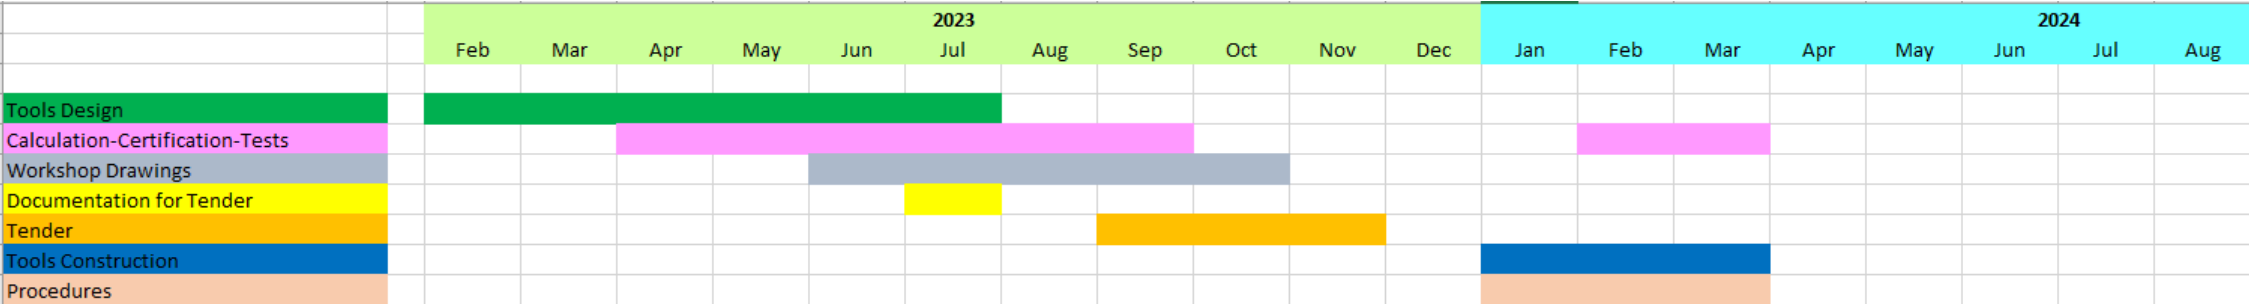 2023 2024
Feb Mar Apr May Jun Jul Aug Sep Oct Nov Dec Jan Feb Mar Apr May Jun Jul Aug
Tools Design
Calculation-Certification-Tests
Workshop Drawings
Documentation for Tender
Tender
Tools Construction
Procedures